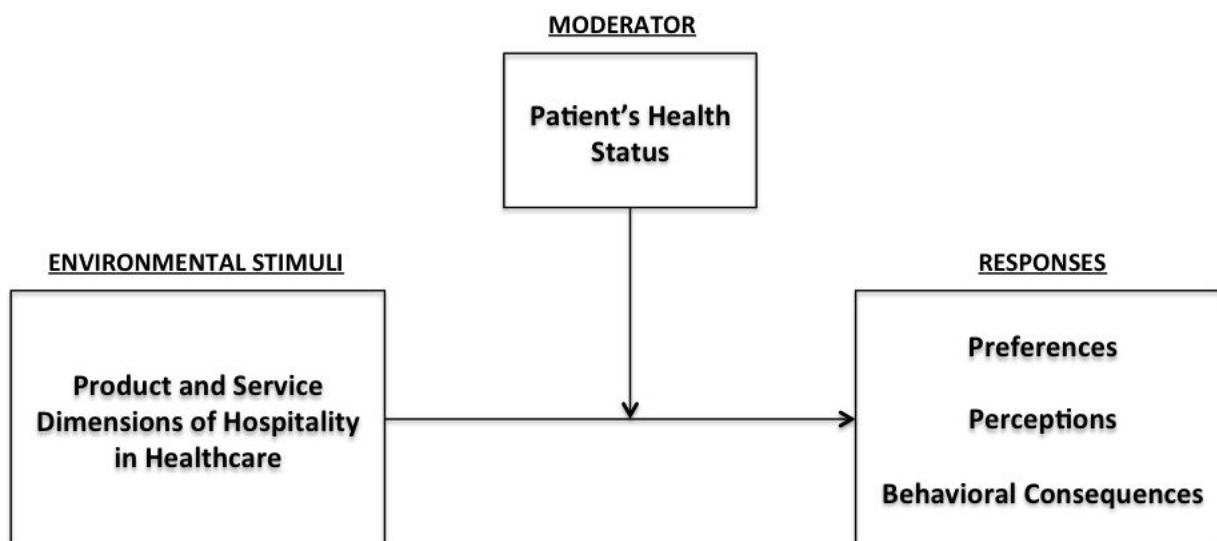 MODERATOR
Patient’s Health
Status
ENVIRONMENTAL STIMULI
Product and Service
Dimensions of Hospitality
in Healthcare
RESPONSES
Preferences
Perceptions
Behavioral Consequences